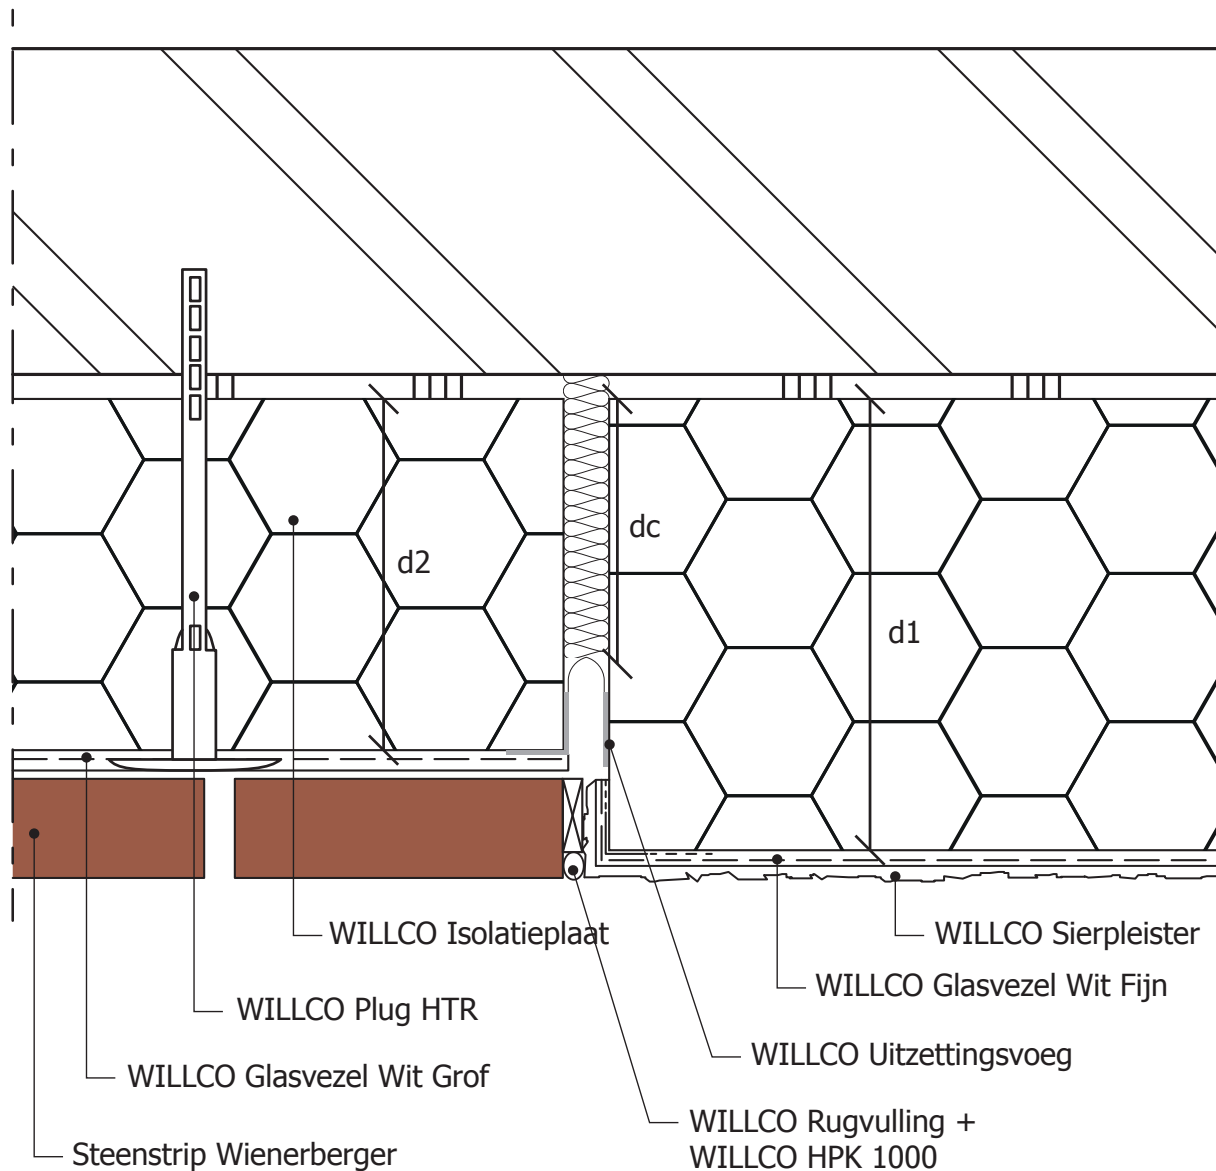 dc
d2
d1
WILLCO Isolatieplaat
WILLCO Sierpleister
WILLCO Glasvezel Wit Fijn
WILLCO Plug HTR
WILLCO Uitzettingsvoeg
WILLCO Glasvezel Wit Grof
WILLCO Rugvulling +
WILLCO HPK 1000
Steenstrip Wienerberger